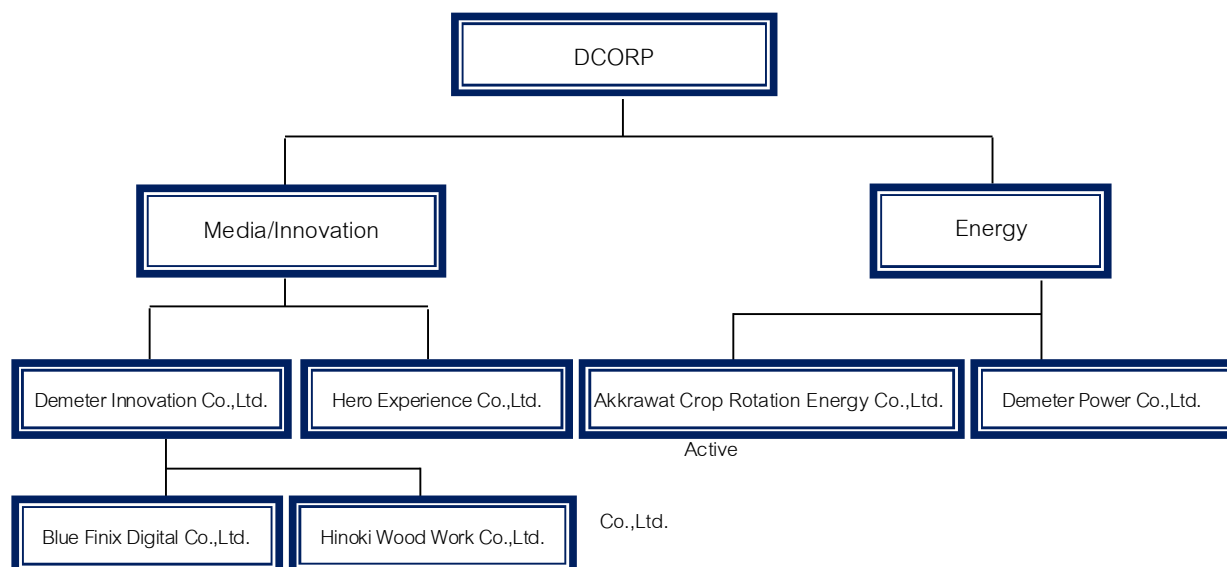 DCORP
Media/Innovation
Energy
Demeter Innovation Co.,Ltd.
Hero Experience Co.,Ltd.
Akkrawat Crop Rotation Energy Co.,Ltd.
Demeter Power Co.,Ltd.
Active
Blue Finix Digital Co.,Ltd.
Hinoki Wood Work Co.,Ltd.
Co.,Ltd.